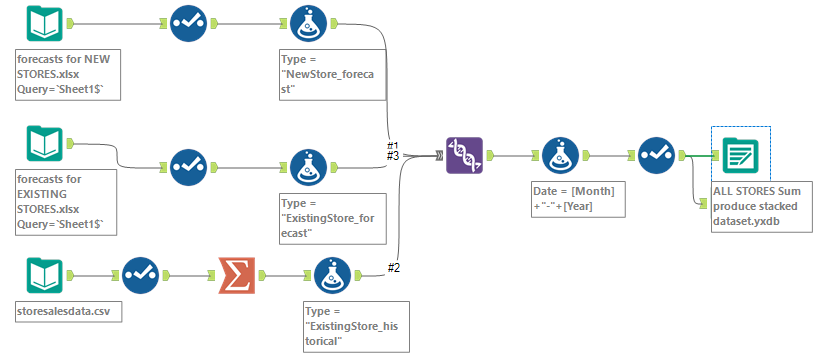 forecasts for NEW
STORES.xlsx
Query=`Sheet1$`
Type =
"NewStore_foreca
st"
#1
#3
forecasts for
EXISTING
STORES.xlsx
Query=`Sheet1$`
Type =
"ExistingStore_for
ecast"
Date = [Month]
+"-"+[Year]
ALL STORES Sum
produce stacked
dataset.yxdb
#2
storesalesdata.csv
Type =
"ExistingStore_his
torical"